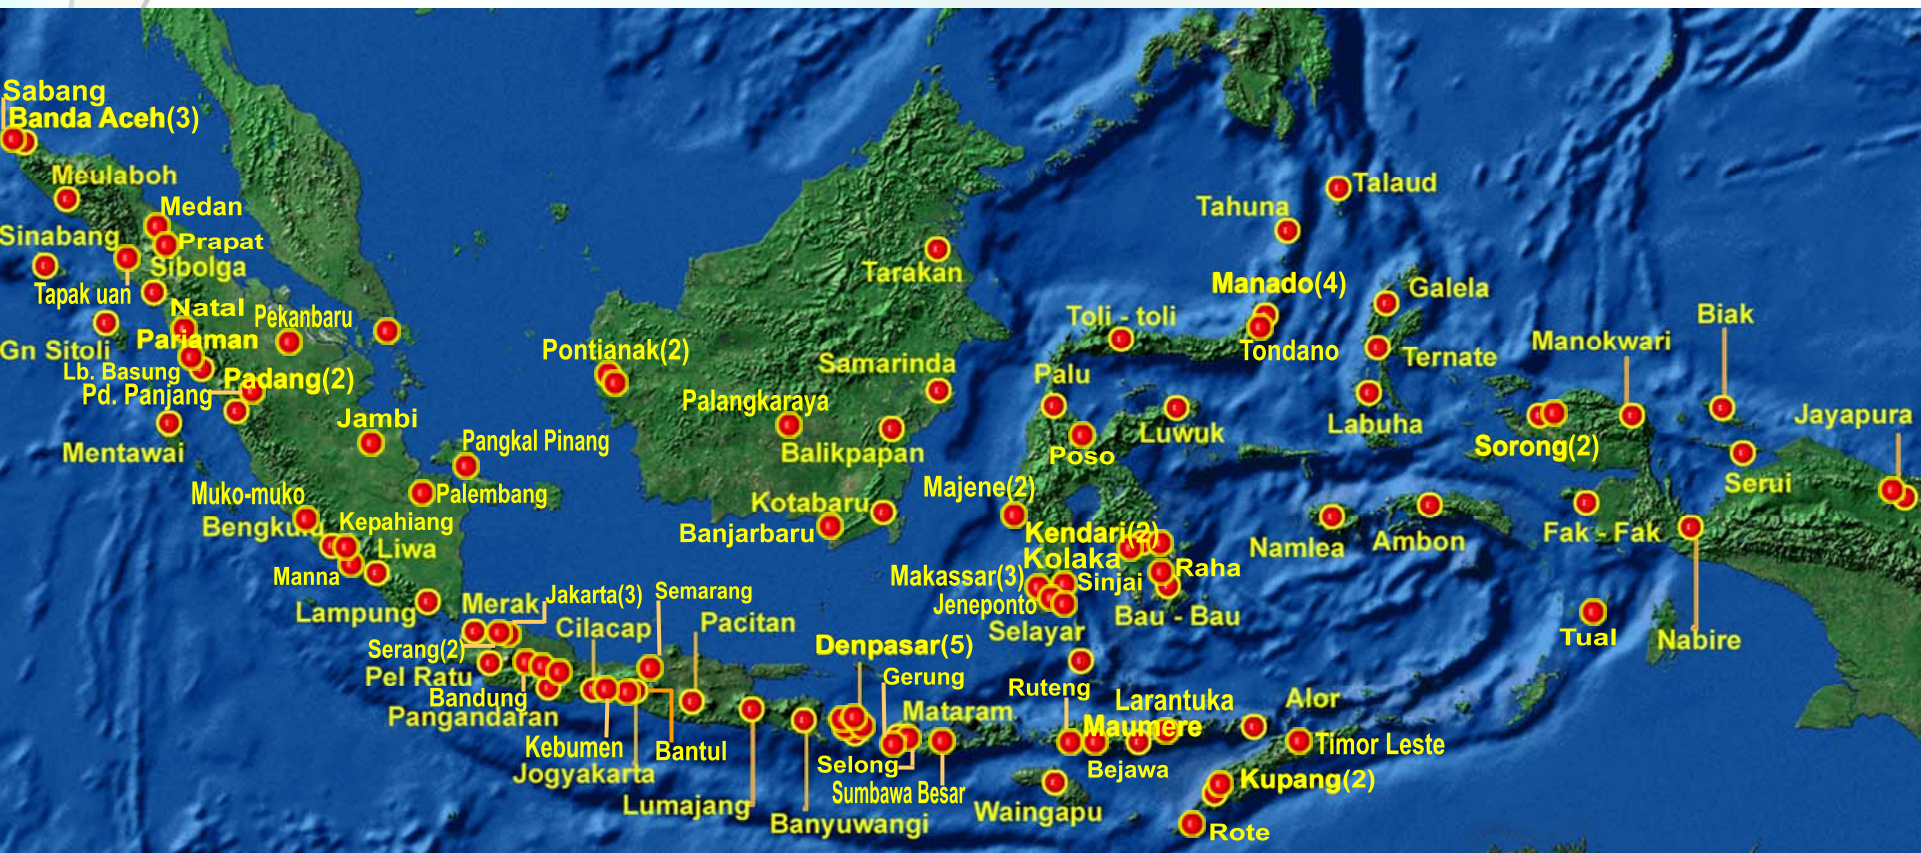 Sabang
Banda Aceh(3)
Meulaboh
Medan
Sinabang
Prapat
Sibolga
Tapak uan
Natal
Pekanbaru
Pariaman
Gn Sitoli
Lb. Basung
Padang(2)
Pd. Panjang
Jambi
Mentawai
Pangkal Pinang
Muko-muko
Palembang
Bengkulu
Kepahiang
Liwa
Manna
Lampung
Merak
Jakarta(3)
Semarang
Serang(2)
Cilacap
Pacitan
Pel Ratu
Bandung
Pangandaran
Kebumen
Bantul
Jogyakarta
Lumajang
Banyuwangi
Pontianak(2)
Tarakan
Samarinda
Palangkaraya
Balikpapan
Kotabaru
Banjarbaru
Denpasar(5)
Gerung
Mataram
Selong
Sumbawa Besar
Talaud
Tahuna
Manado(4)
Toli - toli
Tondano
Palu
Luwuk
Poso
Majene(2)
Kendari(2)
Kolaka
Makassar(3)
Sinjai
Raha
Jeneponto
Bau - Bau
Selayar
Ruteng
Larantuka
Maumere
Bejawa
Waingapu
Alor
Timor Leste
Kupang(2)
Rote
Galela
Ternate
Labuha
Manokwari
Biak
Sorong(2)
Jayapura
Serui
Namlea
Ambon
Fak - Fak
Tual
Nabire